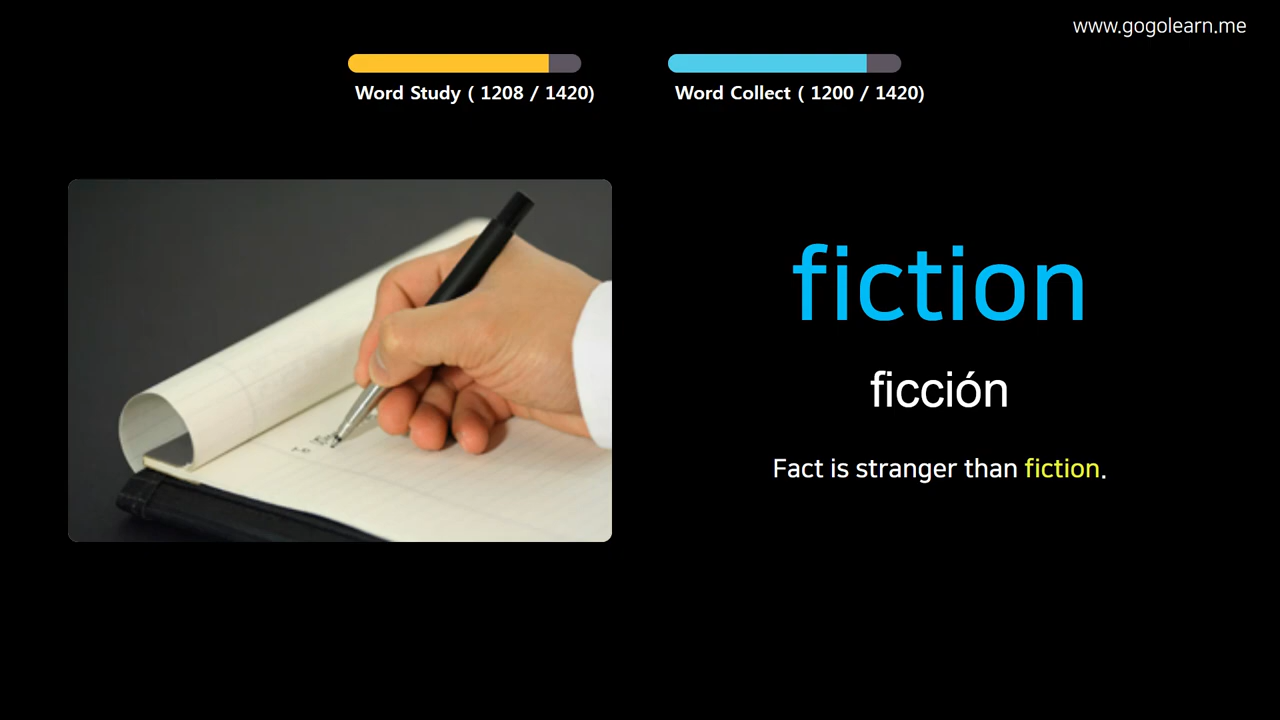 www.gogolearn.me
Word Study ( 1208 / 1420)
Word Collect ( 1200 / 1420)
fiction
ficción
Fact is stranger than fiction.